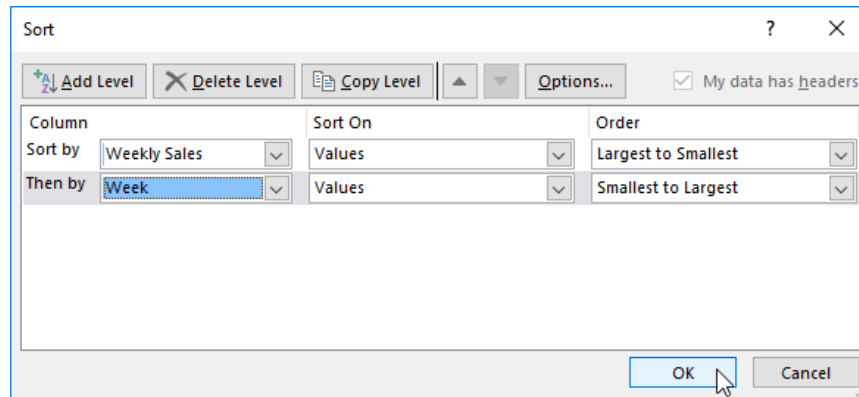 Sort ?
Add Level Delete Level Copy Level Options... My data has headers
Column Sort On Order
Sort by Weekly Sales Values Largest to Smallest
Then by Week Values Smallest to Largest
OK Cancel